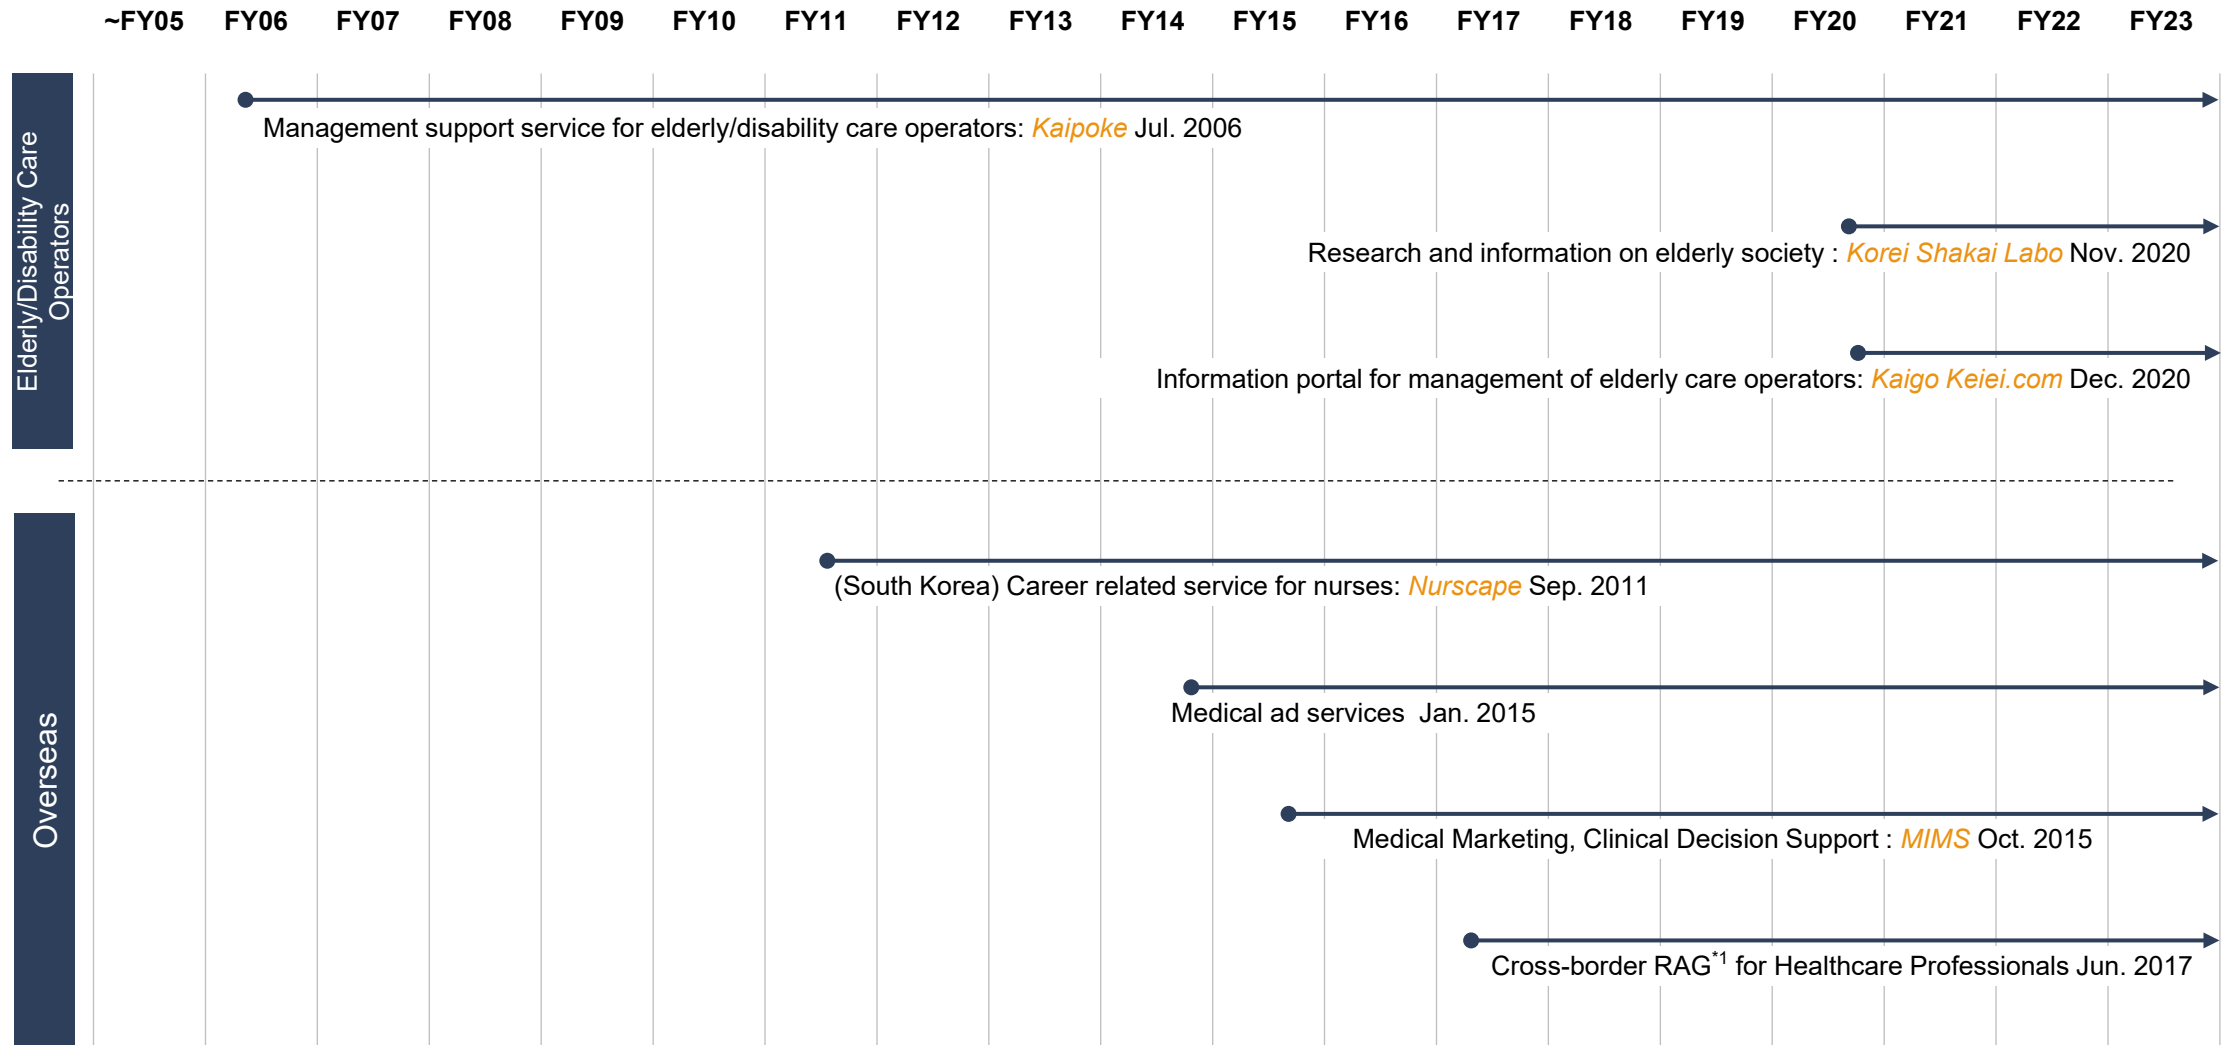 ~FY05 FY06 FY07 FY08 FY09 FY10 FY11 FY12 FY13 FY14 FY15 FY16 FY17 FY18 FY19 FY20 FY21 FY22 FY23
Elderly/Disability Care
Operators
Management support service for elderly/disability care operators: Kaipoke Jul. 2006
Research and information on elderly society : Korei Shakai Labo Nov. 2020
Information portal for management of elderly care operators: Kaigo Keiei.com Dec. 2020
Overseas
(South Korea) Career related service for nurses: Nurscape Sep. 2011
Medical ad services Jan. 2015
Medical Marketing, Clinical Decision Support : MIMS Oct. 2015
Cross-border RAG*1 for Healthcare Professionals Jun. 2017